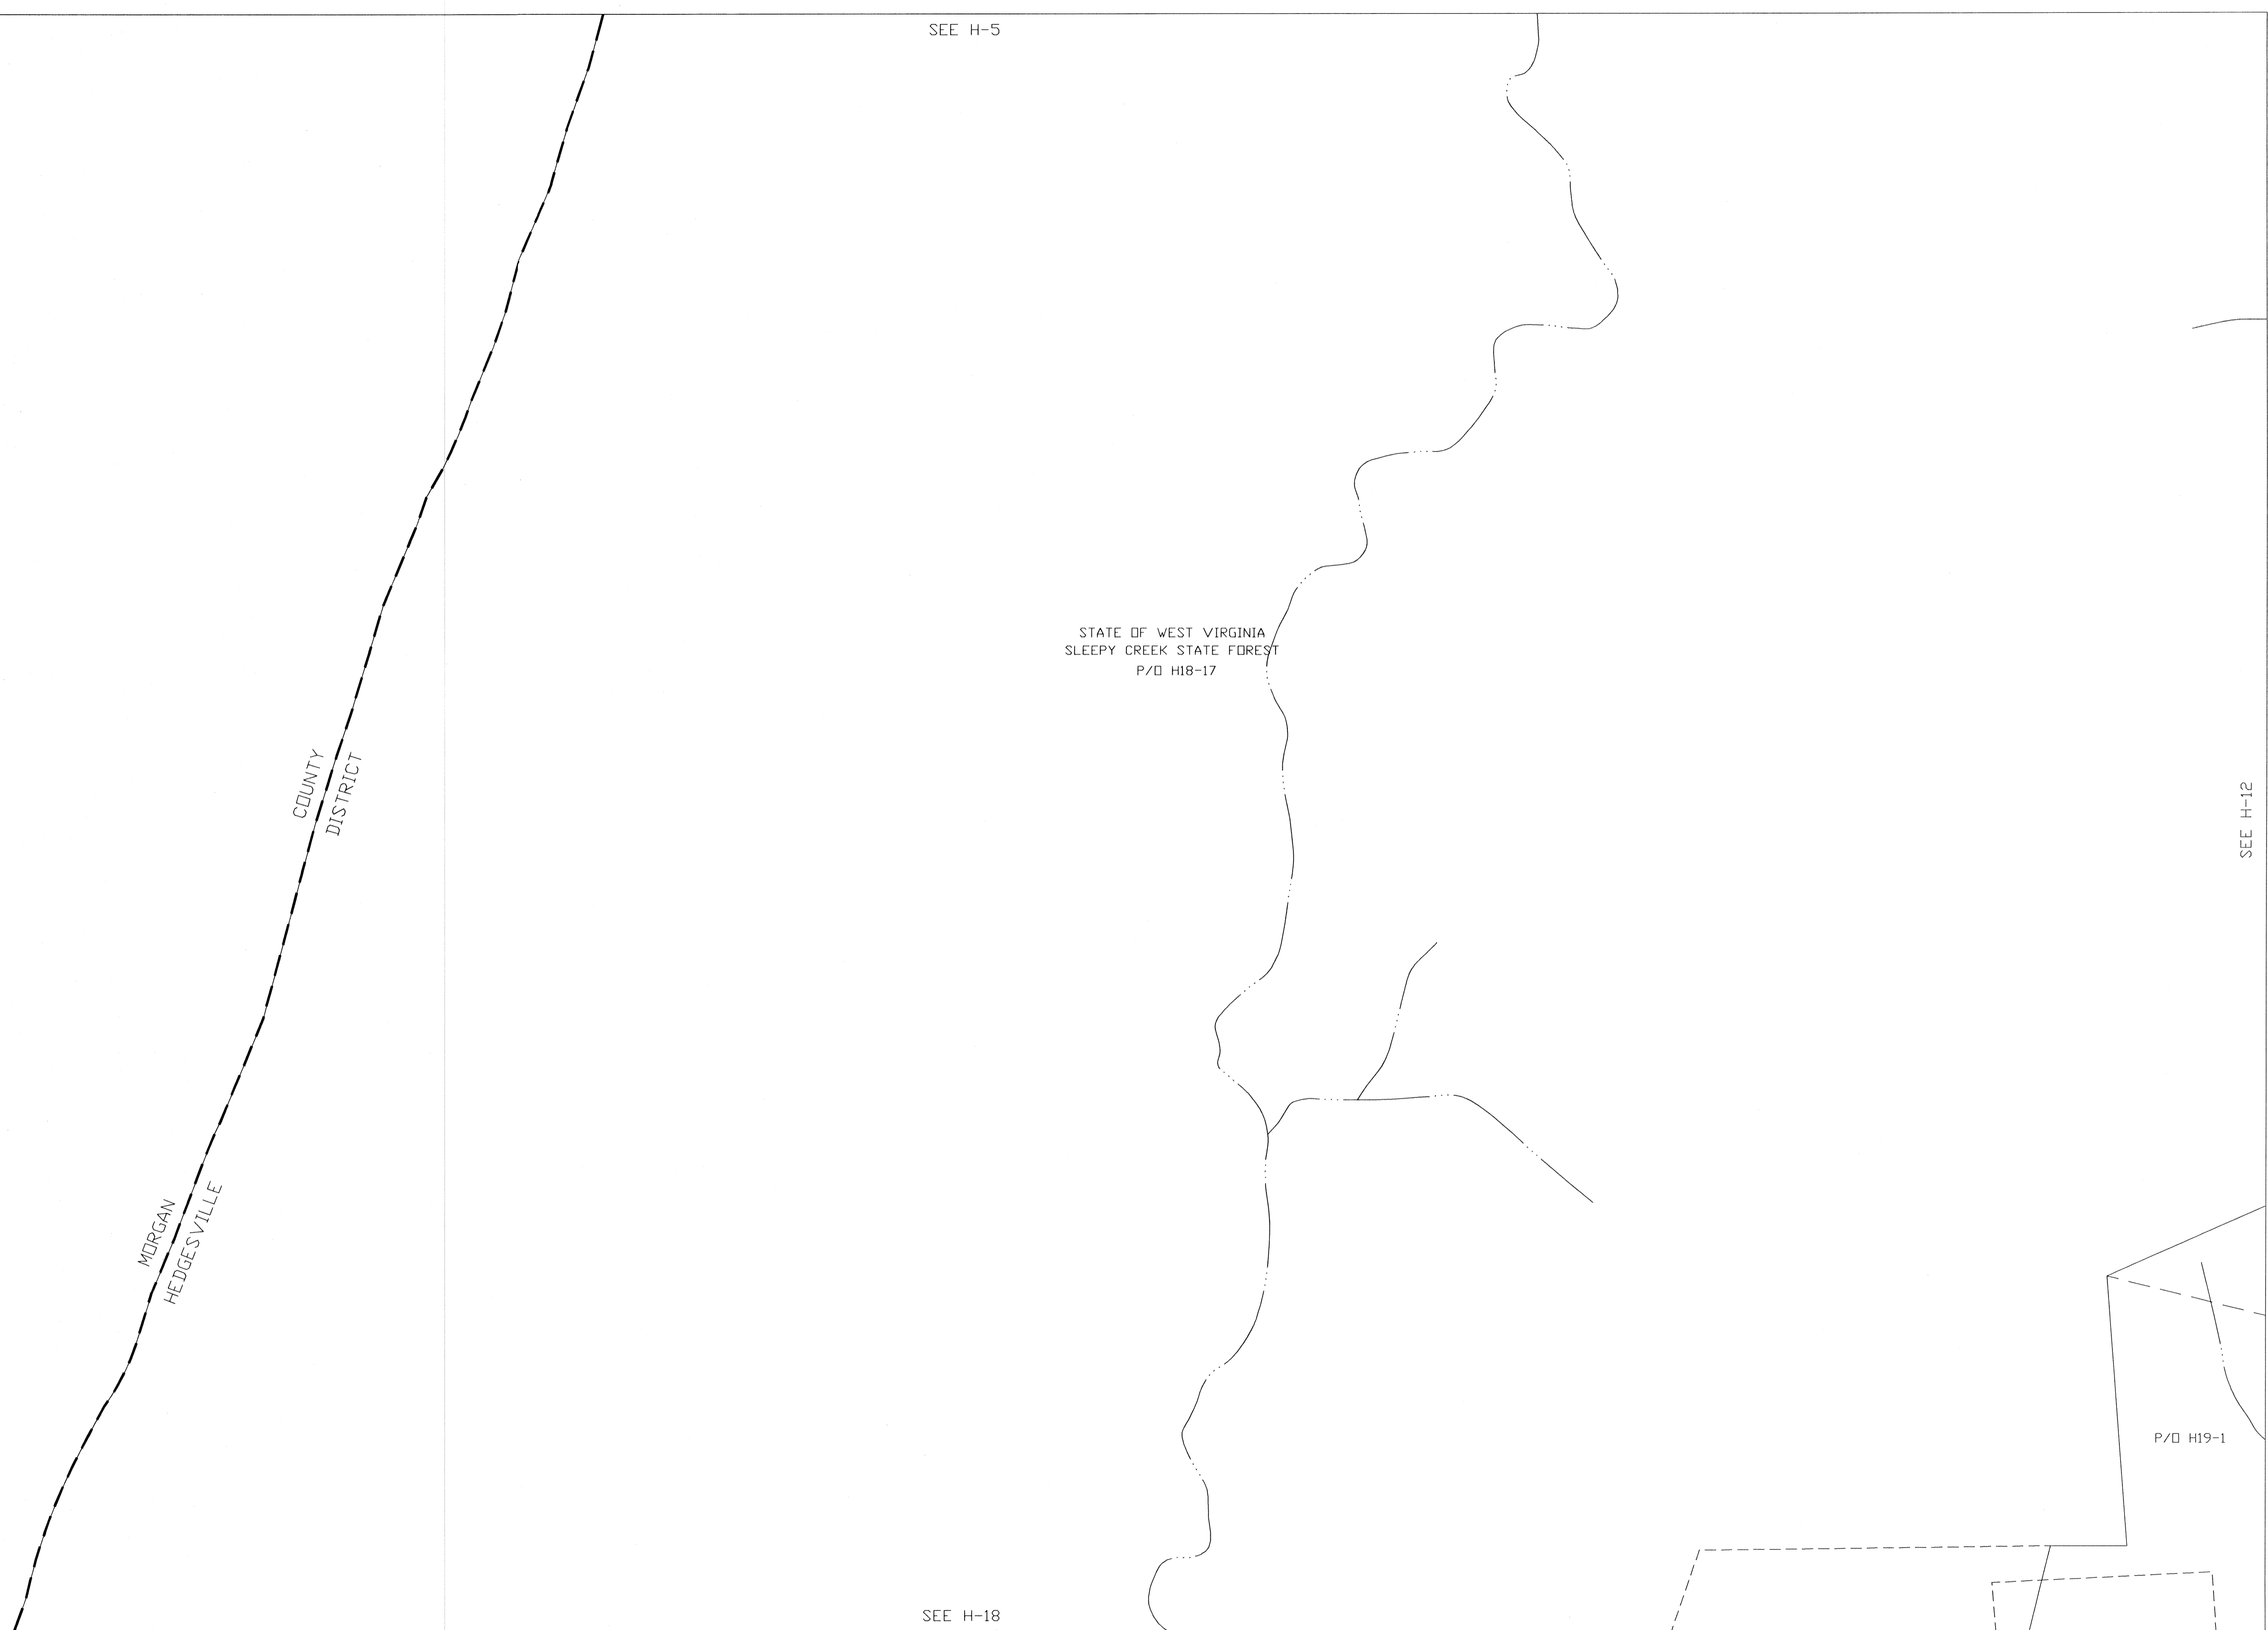 SEE H-5
STATE OF WEST VIRGINIA
SLEEPY CREEK STATE FOREST
P/O H18-17
COUNTY
DISTRICT
SEE H-12
MORGAN
HEDGESVILLE
P/O H19-1
SEE H-18